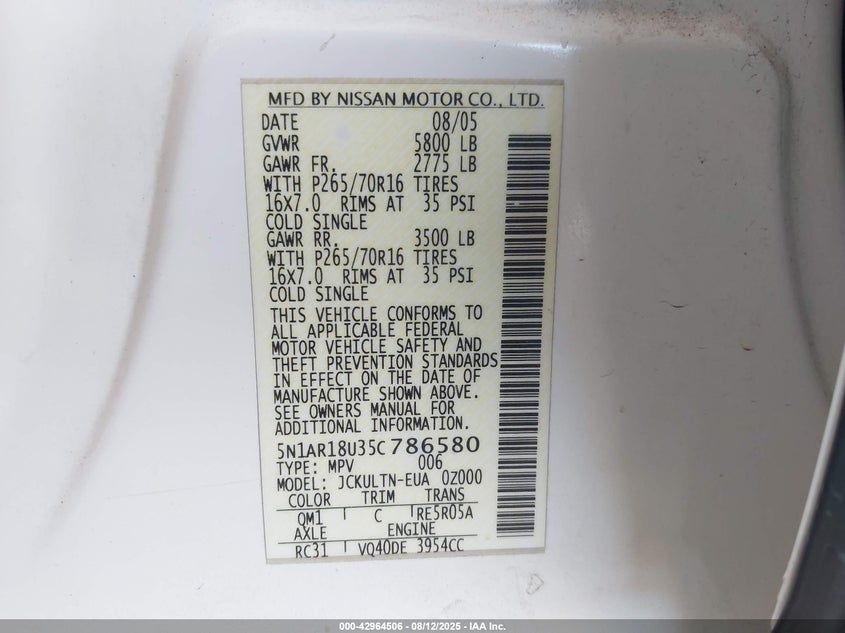 MFD BY NISSAN MOTOR CO., LTD.
DATE 08/05
GVWR 5800 LB
GAWR FR. 2775 LB
WITH P265/70R16 TIRES
16X7.0 RIMS AT 35 PSI
COLD SINGLE
GAWR RR. 3500 LB
WITH P265/70R16 TIRES
16X7.0 RIMS AT 35 PSI
COLD SINGLE
THIS VEHICLE CONFORMS TO
ALL APPLICABLE FEDERAL
MOTOR VEHICLE SAFETY AND
THEFT PREVENTION STANDARDS
IN EFFECT ON THE DATE OF
MANUFACTURE SHOWN ABOVE.
SEE OWNERS MANUAL FOR
ADDITIONAL INFORMATION.
5N1AR18U35C786580
TYPE: MPV 006
MODEL: JCKULTN-EUA 0Z000
COLOR TRIM TRANS
QM1 C RE5R05A
AXLE ENGINE
RC31 VQ40DE 3954CC
000-42964506 - 08/12/2025 - IAA Inc.